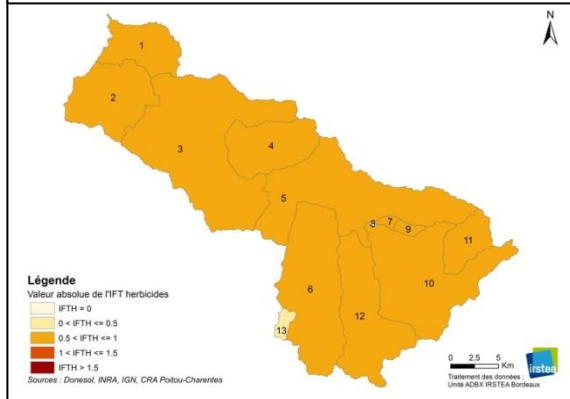 N
1
2
3
4
5
6
7
8
9
10
11
12
13
Légende
Valeur absolue de l'IFT herbicides
IFTH = 0
0 < IFTH <= 0.5
0.5 < IFTH <= 1
1 < IFTH <= 1.5
IFTH > 1.5
Sources : Donesol, INRA, IGN, CRA Poitou-Charentes
0 2,5 5
Km
Traitement des données :
Unité ADBX IRSTEA Bordeaux
irstea